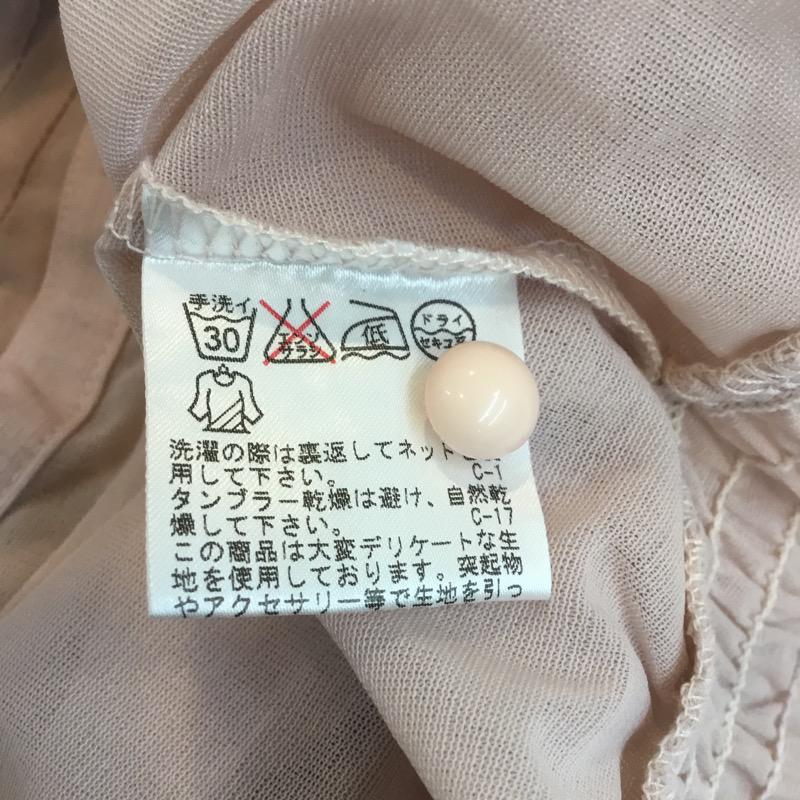 手洗イ
30
エンソ
サラシ
低
ドライ
セキユ系
洗濯の際は裏返してネット
用して下さい。 C-1
タンブラー乾燥は避け、自然乾
燥して下さい。 C-17
この商品は大変デリケートな生
地を使用しております。突起物
やアクセサリー等で生地を引っ